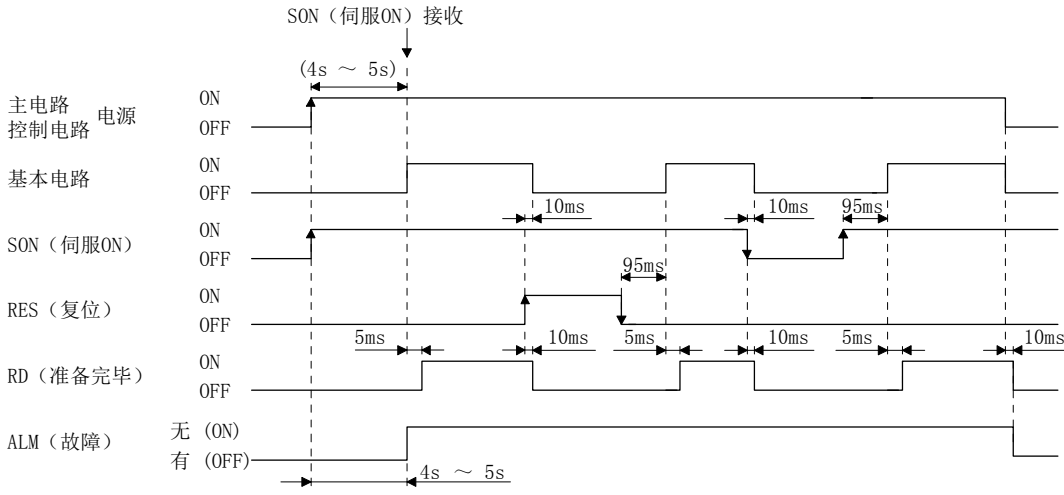 SON（伺服ON）接收
(4s ～ 5s)
主电路
控制电路
电源
ON
OFF
基本电路
ON
OFF
10ms
10ms
95ms
SON（伺服ON）
ON
OFF
95ms
RES（复位）
ON
OFF
5ms
10ms
5ms
10ms
5ms
10ms
RD（准备完毕）
ON
OFF
ALM（故障）
无 (ON)
有 (OFF)
4s ～ 5s